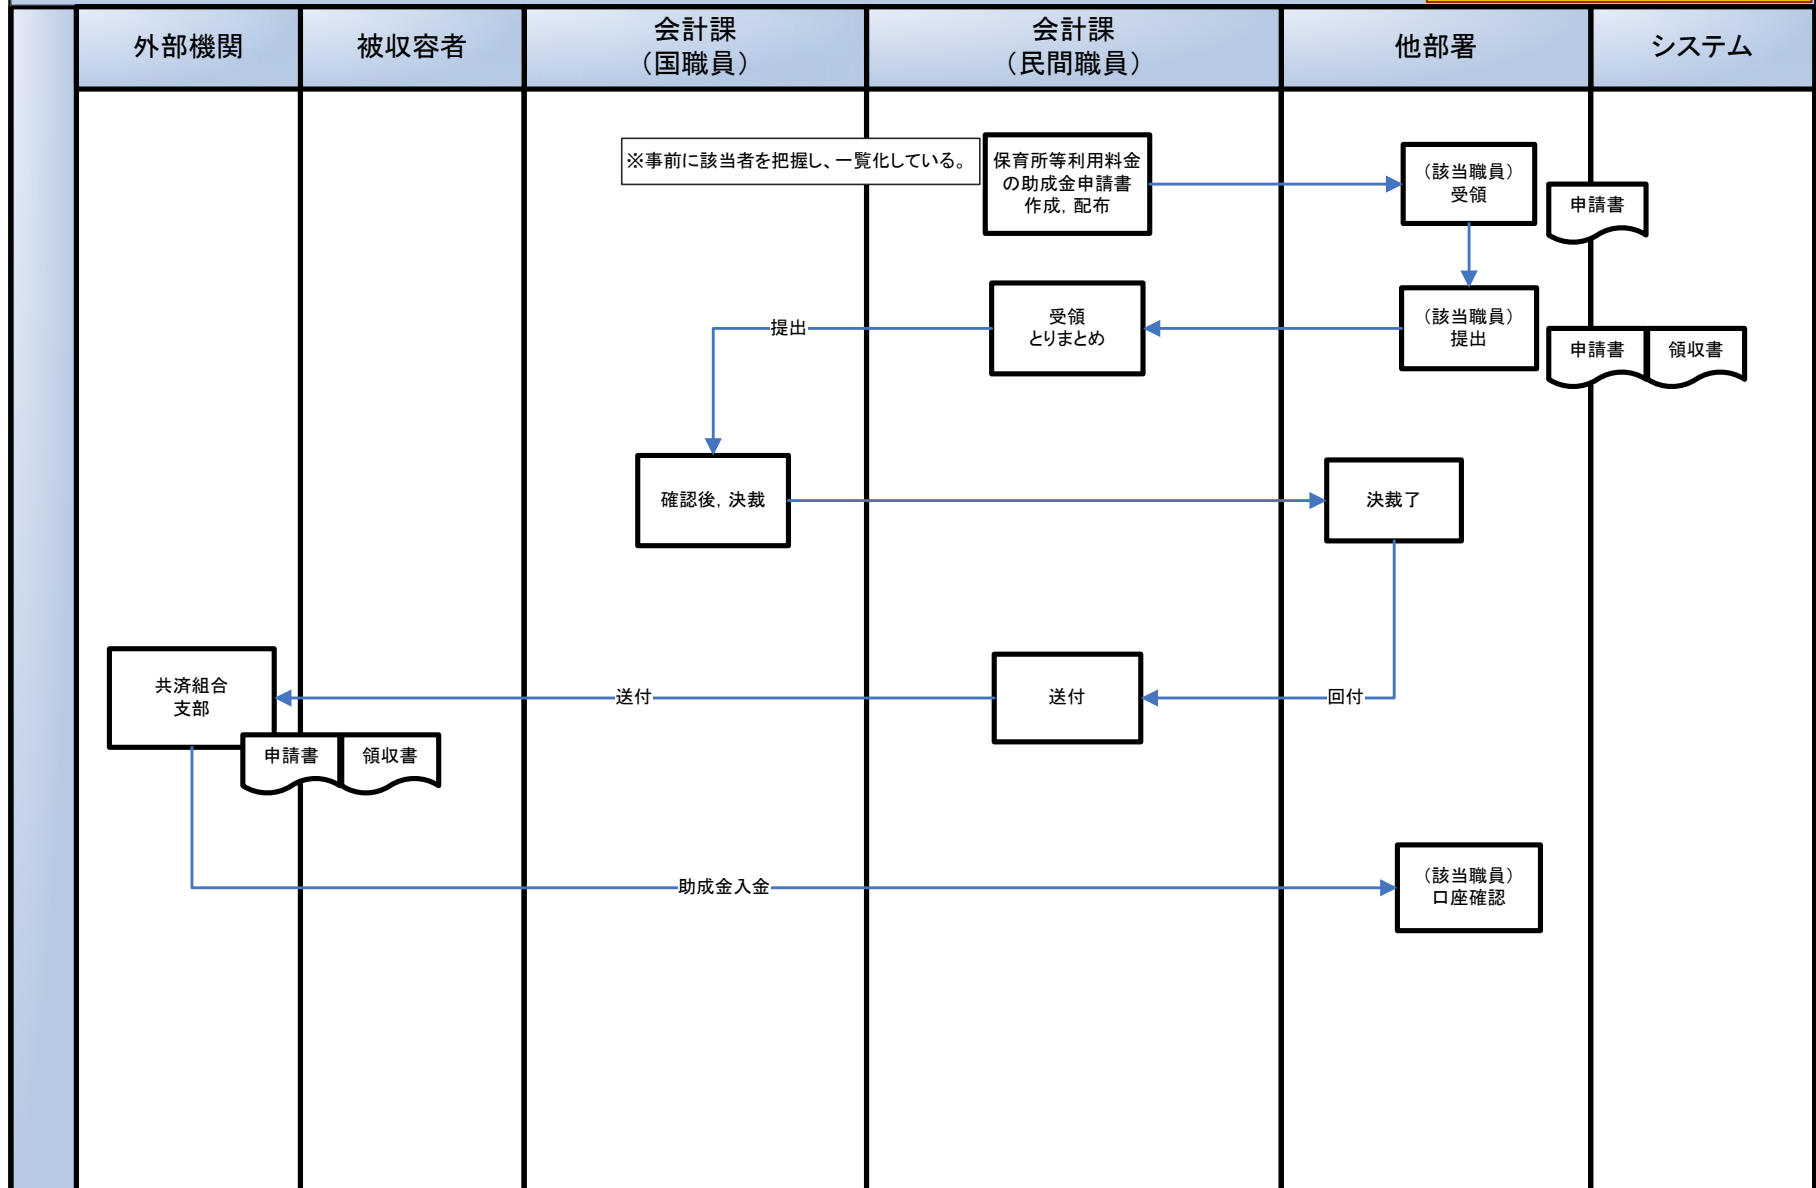 外部機関
被収容者
会計課
（国職員）
会計課
（民間職員）
他部署
システム
※事前に該当者を把握し、一覧化している。
保育所等利用料金
の助成金申請書
作成，配布
（該当職員）
受領
申請書
提出
受領
とりまとめ
（該当職員）
提出
申請書
領収書
確認後，決裁
決裁了
共済組合
支部
送付
送付
回付
申請書
領収書
助成金入金
（該当職員）
口座確認